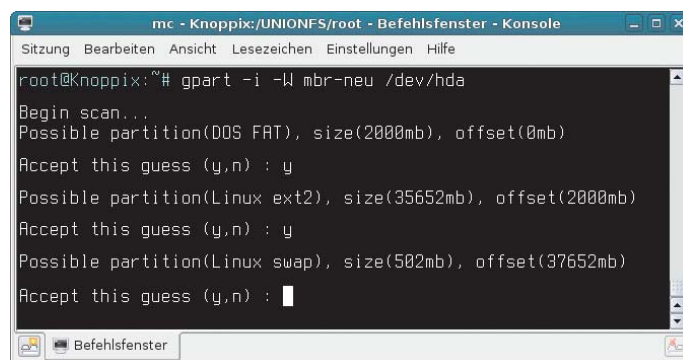 mc - Knoppix:/UNIONFS/root - Befehlsfenster - Konsole
Sitzung Bearbeiten Ansicht Lesezeichen Einstellungen Hilfe
root@Knoppix:~# gpart -i -W mbr-neu /dev/hda
Begin scan...
Possible partition(DOS FAT), size(2000mb), offset(0mb)
Accept this guess (y,n) : y
Possible partition(Linux ext2), size(35652mb), offset(2000mb)
Accept this guess (y,n) : y
Possible partition(Linux swap), size(502mb), offset(37652mb)
Accept this guess (y,n) :
Befehlsfenster